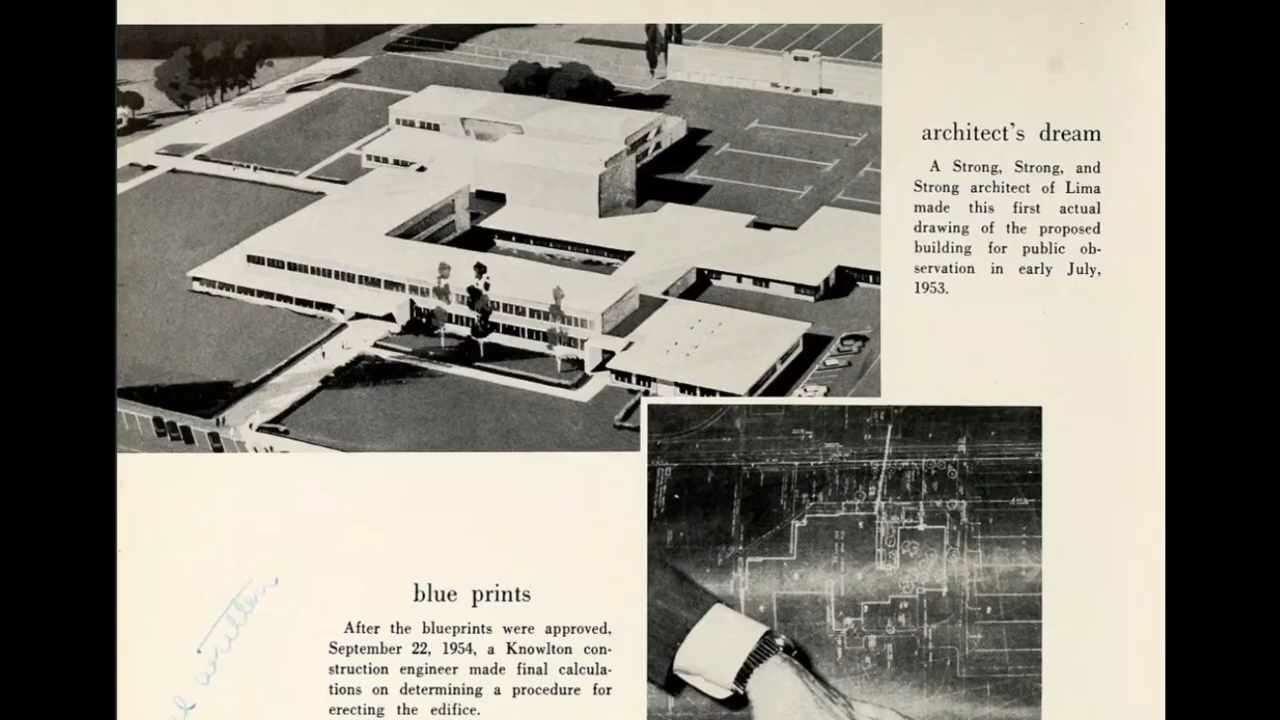 architect's dream
A Strong, Strong, and
Strong architect of Lima
made this first actual
drawing of the proposed
building for public ob-
servation in early July,
1953.
blue prints
After the blueprints were approved,
September 22, 1954, a Knowlton con-
struction engineer made final calcula-
tions on determining a procedure for
erecting the edifice.
written